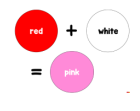 red + white
= pink